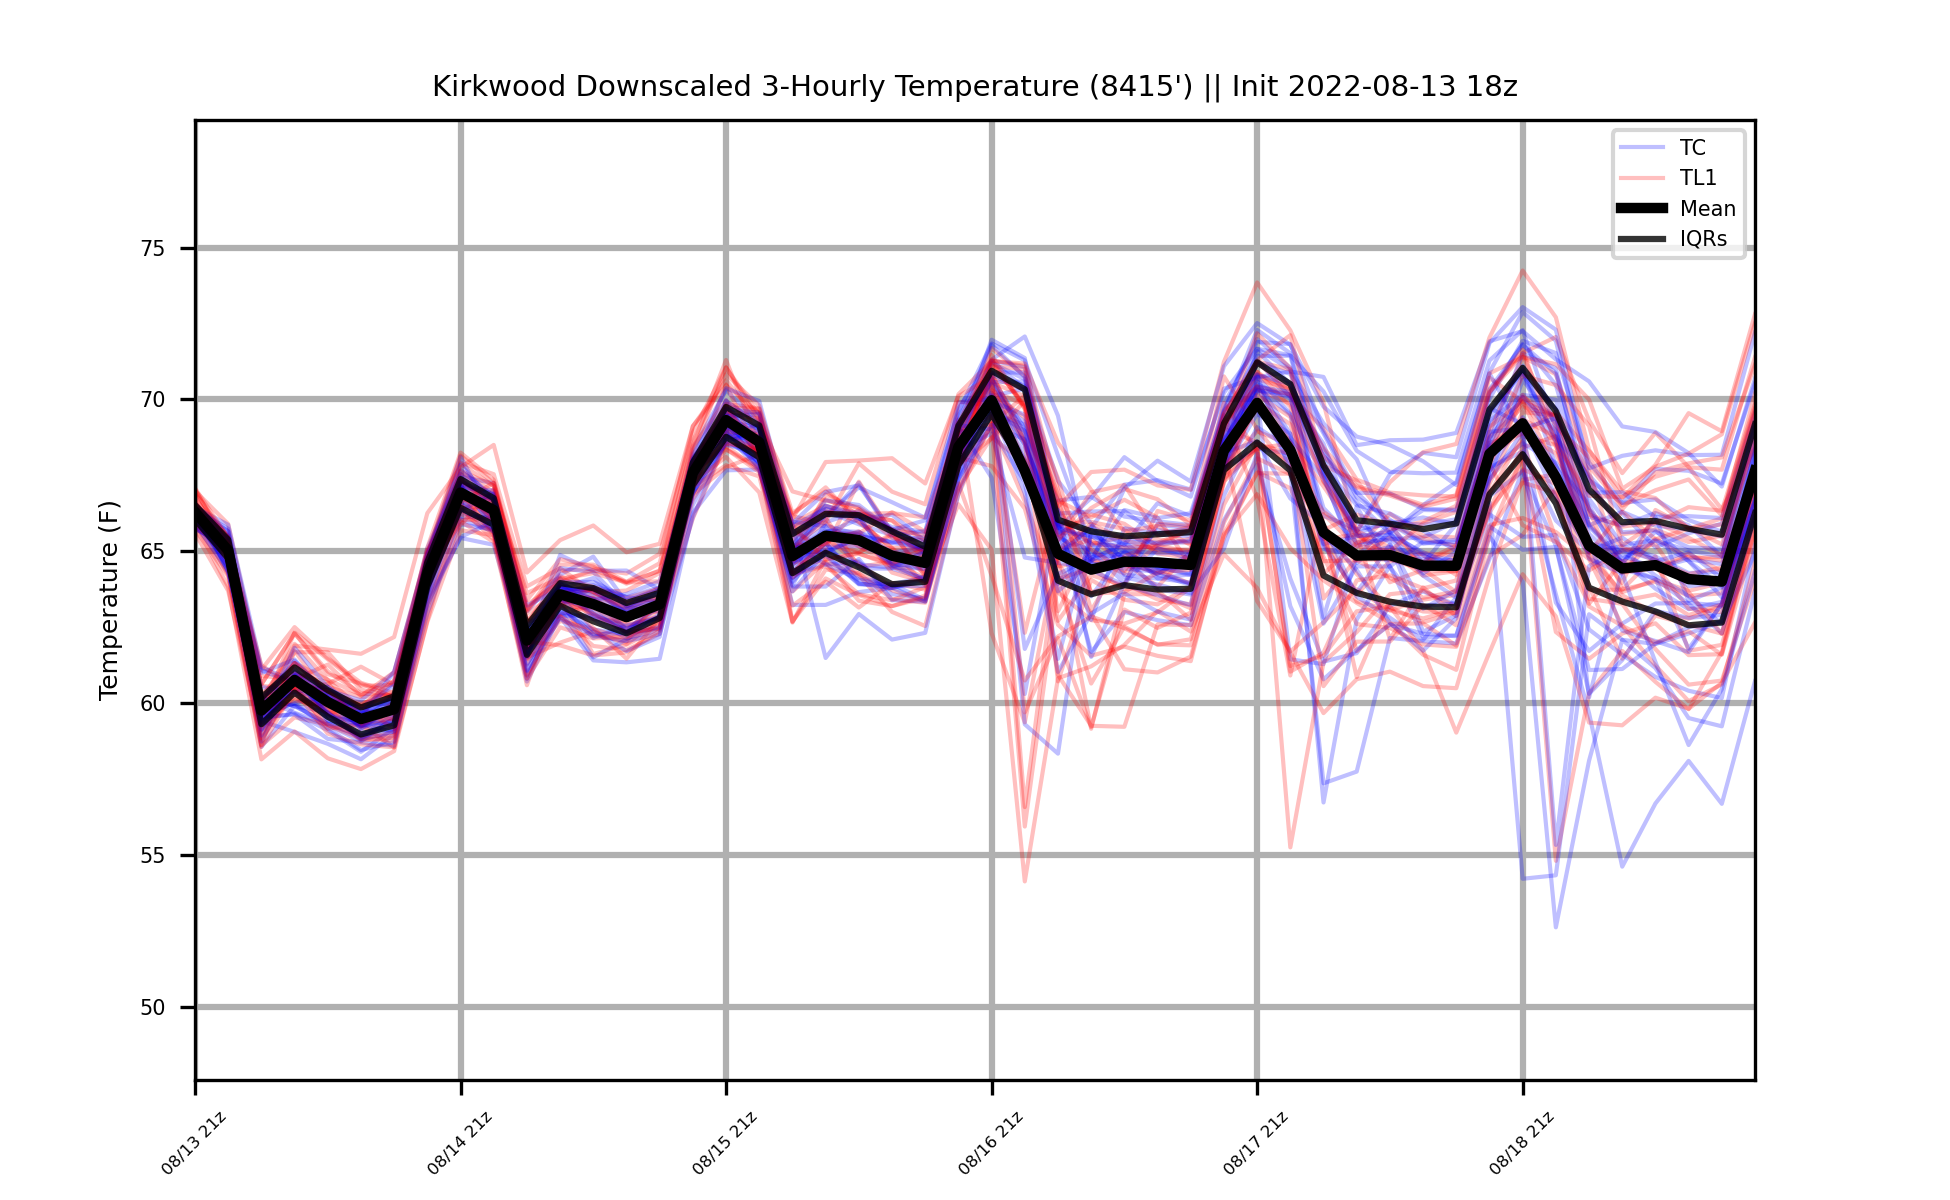 Kirkwood Downscaled 3-Hourly Temperature (8415') || Init 2022-08-13 18z
TC
TL1
Mean
IQRs
Temperature (F)
75
70
65
60
55
50
08/13 21z
08/14 21z
08/15 21z
08/16 21z
08/17 21z
08/18 21z